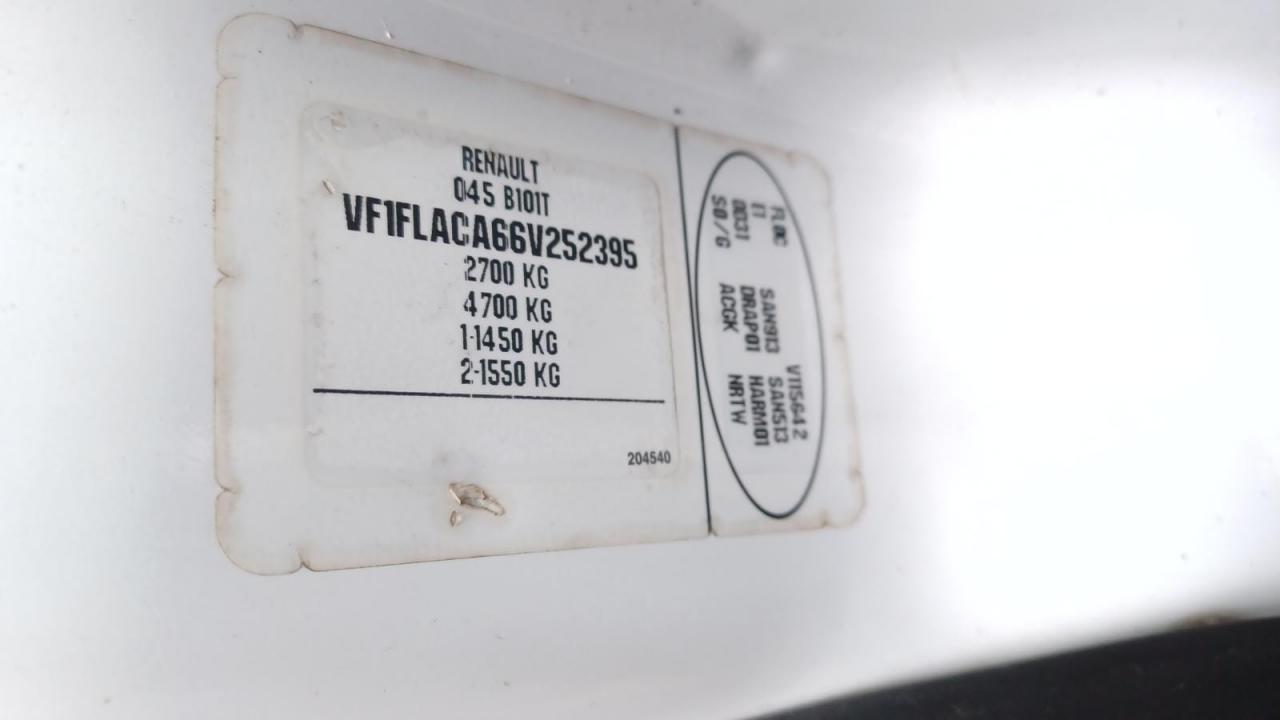 RENAULT
045 B101T
VF1FLACA66V252395
2700 KG
4700 KG
1-1450 KG
2-1550 KG
204540
V115642
FL0C SAN913 SAN513
E1 DRAP01 HARM01
0031 ACGK NRTW
S0/G